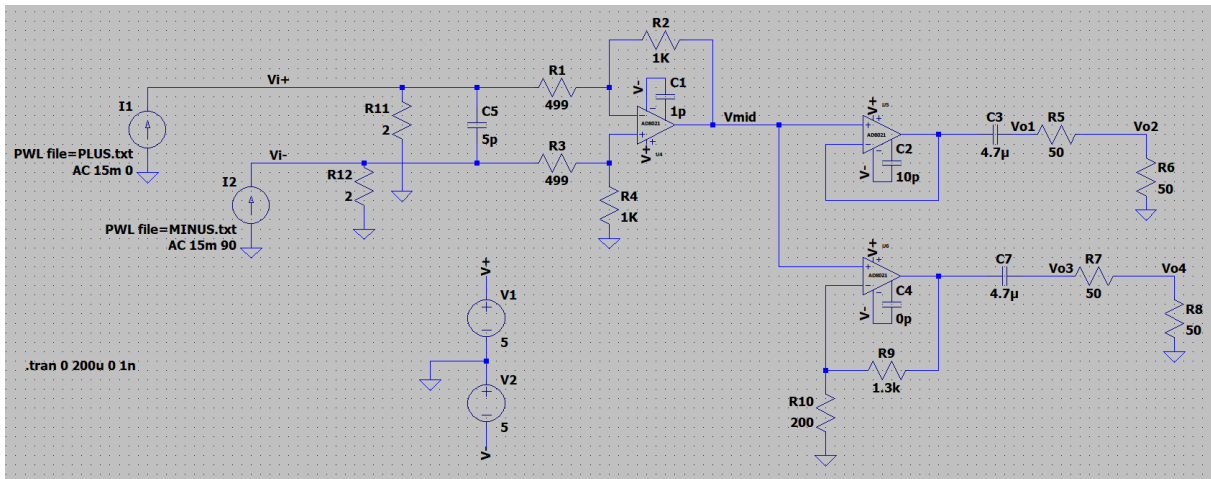 R2
1K
Vi+
R1
499
V-
C1
1p
AD8021
U4
V+
I1
R11
2
C5
5p
PWL file=PLUS.txt
AC 15m 0
Vi-
R12
2
R3
499
R4
1K
I2
PWL file=MINUS.txt
AC 15m 90
Vmid
V+
U5
AD8021
C2
10p
V-
C3
4.7µ
Vo1
R5
50
Vo2
R6
50
V+
V1
5
V2
5
V-
V+
U6
AD8021
C4
0p
V-
C7
4.7µ
Vo3
R7
50
Vo4
R8
50
R9
1.3k
R10
200
.tran 0 200u 0 1n